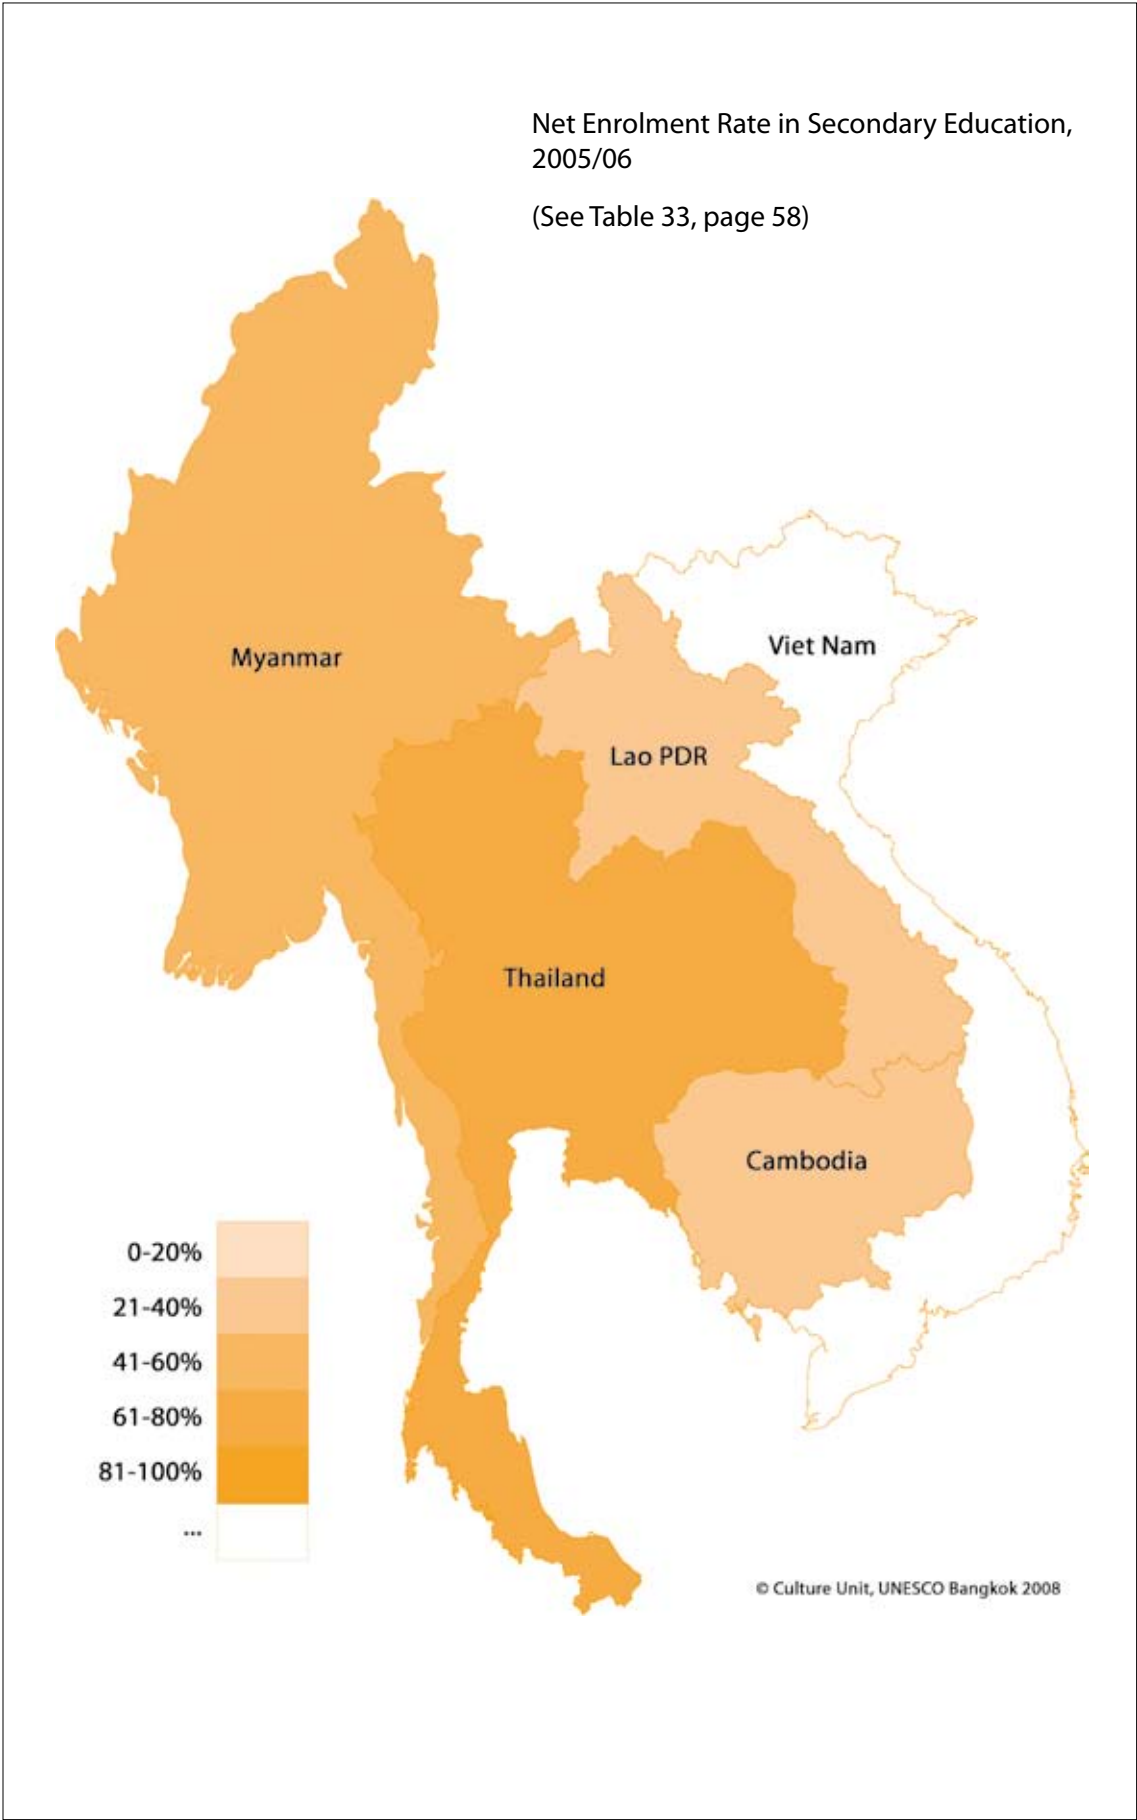 Net Enrolment Rate in Secondary Education,
2005/06
(See Table 33, page 58)
Myanmar
Viet Nam
Lao PDR
Thailand
Cambodia
0-20%
21-40%
41-60%
61-80%
81-100%
...
© Culture Unit, UNESCO Bangkok 2008